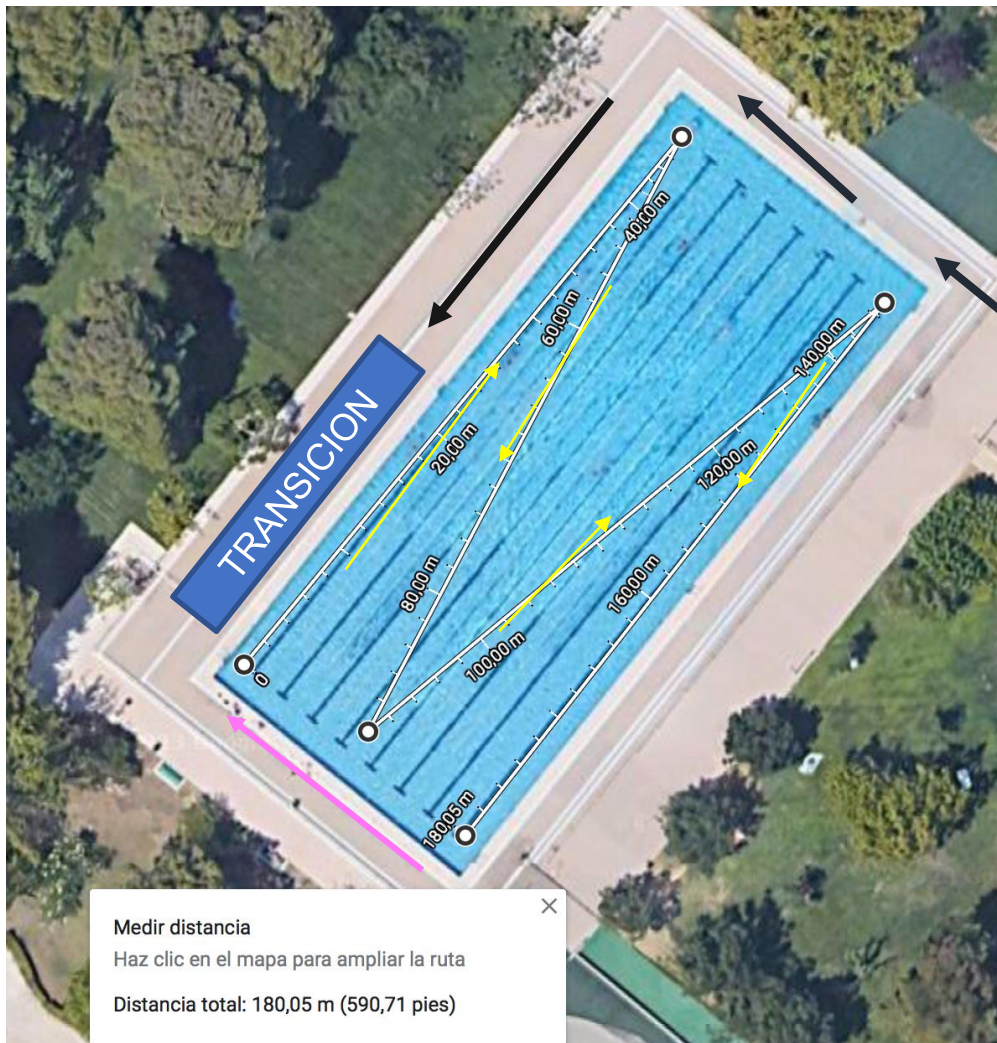 40,00 m
60,00 m
140,00 m
20,00 m
120,00 m
TRANSICION
80,00 m
160,00 m
100,00 m
0
180,05 m
Medir distancia
Haz clic en el mapa para ampliar la ruta
Distancia total: 180,05 m (590,71 pies)